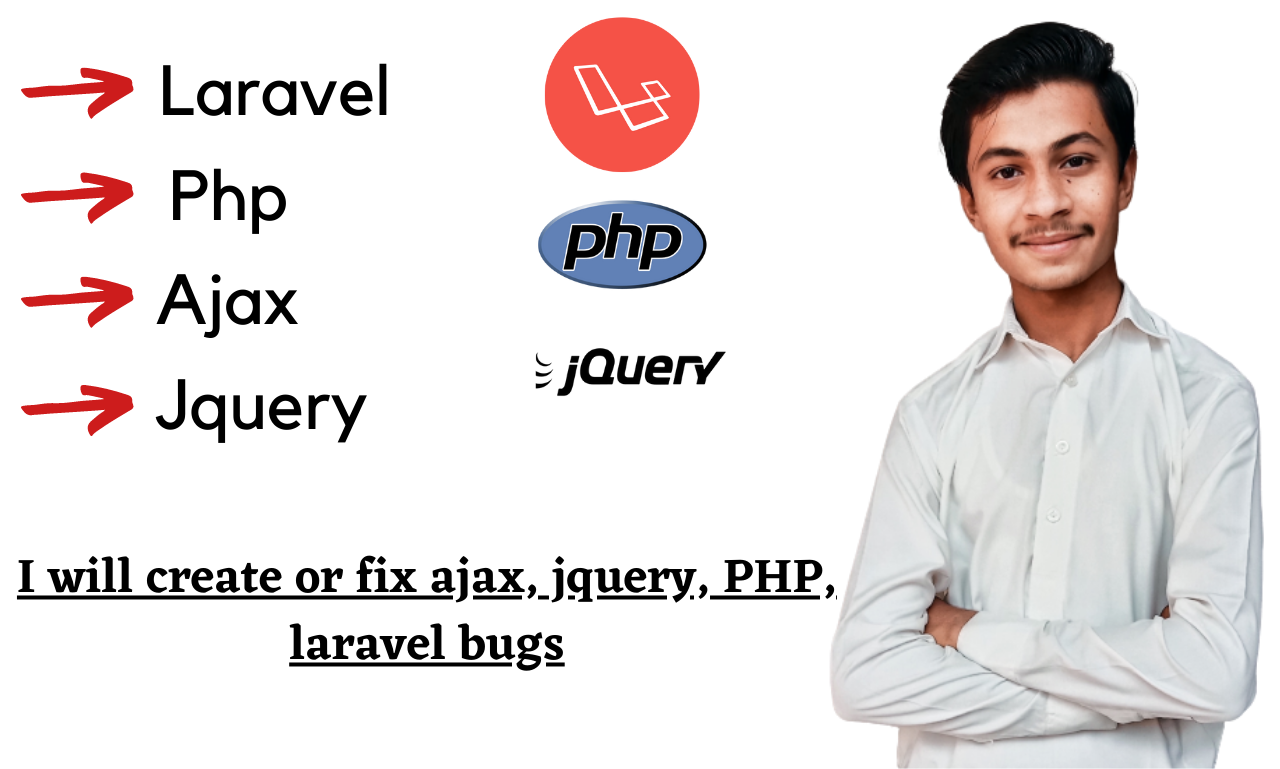 Laravel
Php
Ajax
Jquery
php
jQuery
I will create or fix ajax, jquery, PHP,
laravel bugs